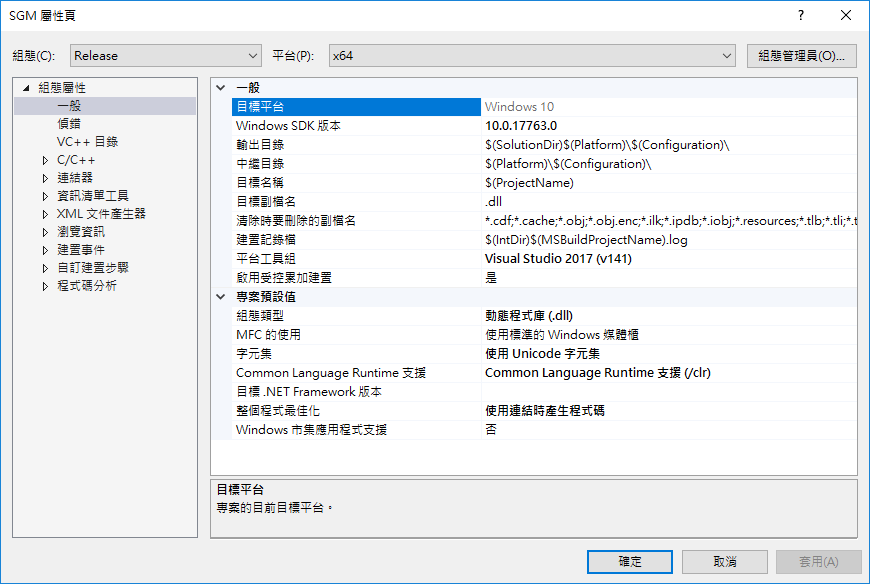 SGM 屬性頁
?
組態(C):
Release
平台(P):
x64
組態管理員(O)...
組態屬性
一般
偵錯
VC++ 目錄
C/C++
連結器
資訊清單工具
XML 文件產生器
瀏覽資訊
建置事件
自訂建置步驟
程式碼分析
一般
目標平台 Windows 10
Windows SDK 版本 10.0.17763.0
輸出目錄 $(SolutionDir)$(Platform)\$(Configuration)\
中繼目錄 $(Platform)\$(Configuration)\
目標名稱 $(ProjectName)
目標副檔名 .dll
清除時要刪除的副檔名 *.cdf;*.cache;*.obj;*.obj.enc;*.ilk;*.ipdb;*.iobj;*.resources;*.tlb;*.tli;*.t
建置記錄檔 $(IntDir)$(MSBuildProjectName).log
平台工具組 Visual Studio 2017 (v141)
啟用受控累加建置 是
專案預設值
組態類型 動態程式庫 (.dll)
MFC 的使用 使用標準的 Windows 媒體櫃
字元集 使用 Unicode 字元集
Common Language Runtime 支援 Common Language Runtime 支援 (/clr)
目標 .NET Framework 版本
整個程式最佳化 使用連結時產生程式碼
Windows 市集應用程式支援 否
目標平台
專案的目前目標平台。
確定
取消
套用(A)